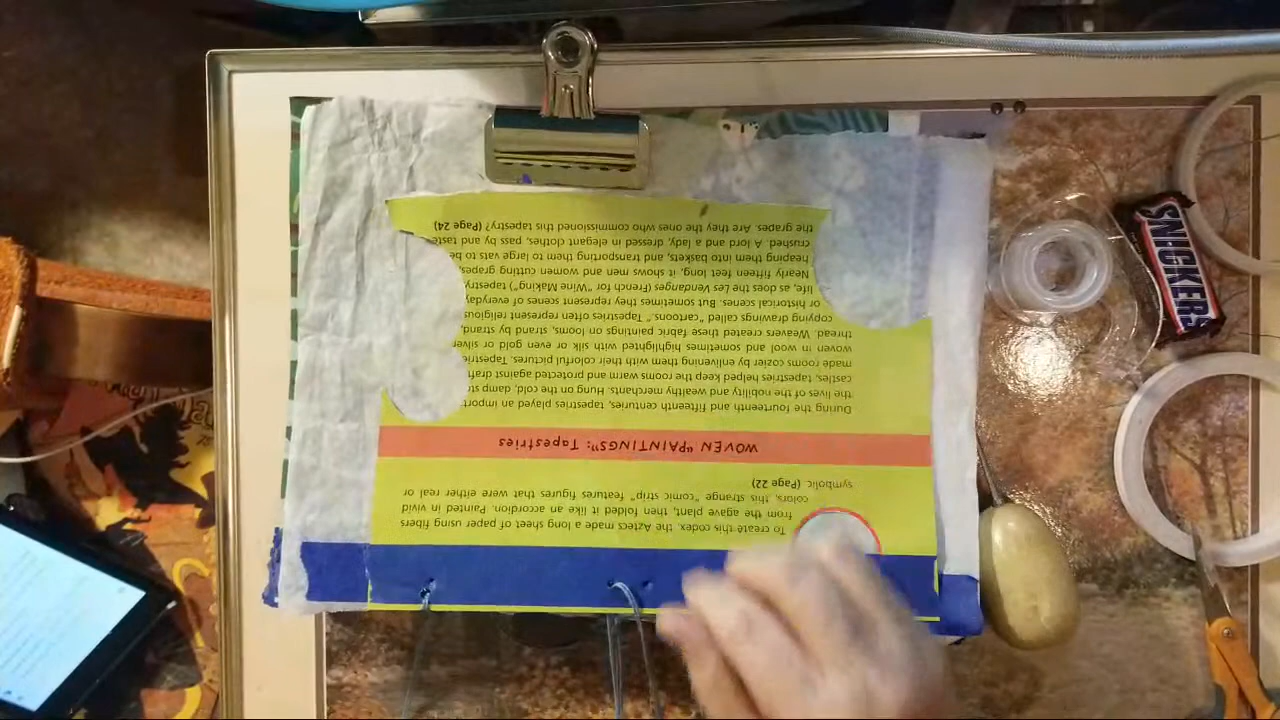 To create this codex, the Aztecs made a long sheet of paper using fibers
from the agave plant, then folded it like an accordion. Painted in vivid
colors, this strange "comic strip" features figures that were either real or
symbolic (Page 22)
WOVEN "PAINTINGS": Tapestries
During the fourteenth and fifteenth centuries, tapestries played an import
the lives of the nobility and wealthy merchants. Hung on the cold, damp st
castles, tapestries helped keep the rooms warm and protected against draf
made rooms cozier by enlivening them with their colorful pictures. Tapestrie
woven in wool and sometimes highlighted with silk or even gold or silver
thread. Weavers created these fabric paintings on looms, strand by strand,
copying drawings called "cartoons." Tapestries often represent religious
or historical scenes. But sometimes they represent scenes of everyday
life, as does the Les Vendanges (French for "Wine Making") tapestry.
Nearly fifteen feet long, it shows men and women cutting grapes,
heaping them into baskets, and transporting them to large vats to be
crushed. A lord and a lady, dressed in elegant clothes, pass by and taste
the grapes. Are they the ones who commissioned this tapestry? (Page 24)
SNICKERS